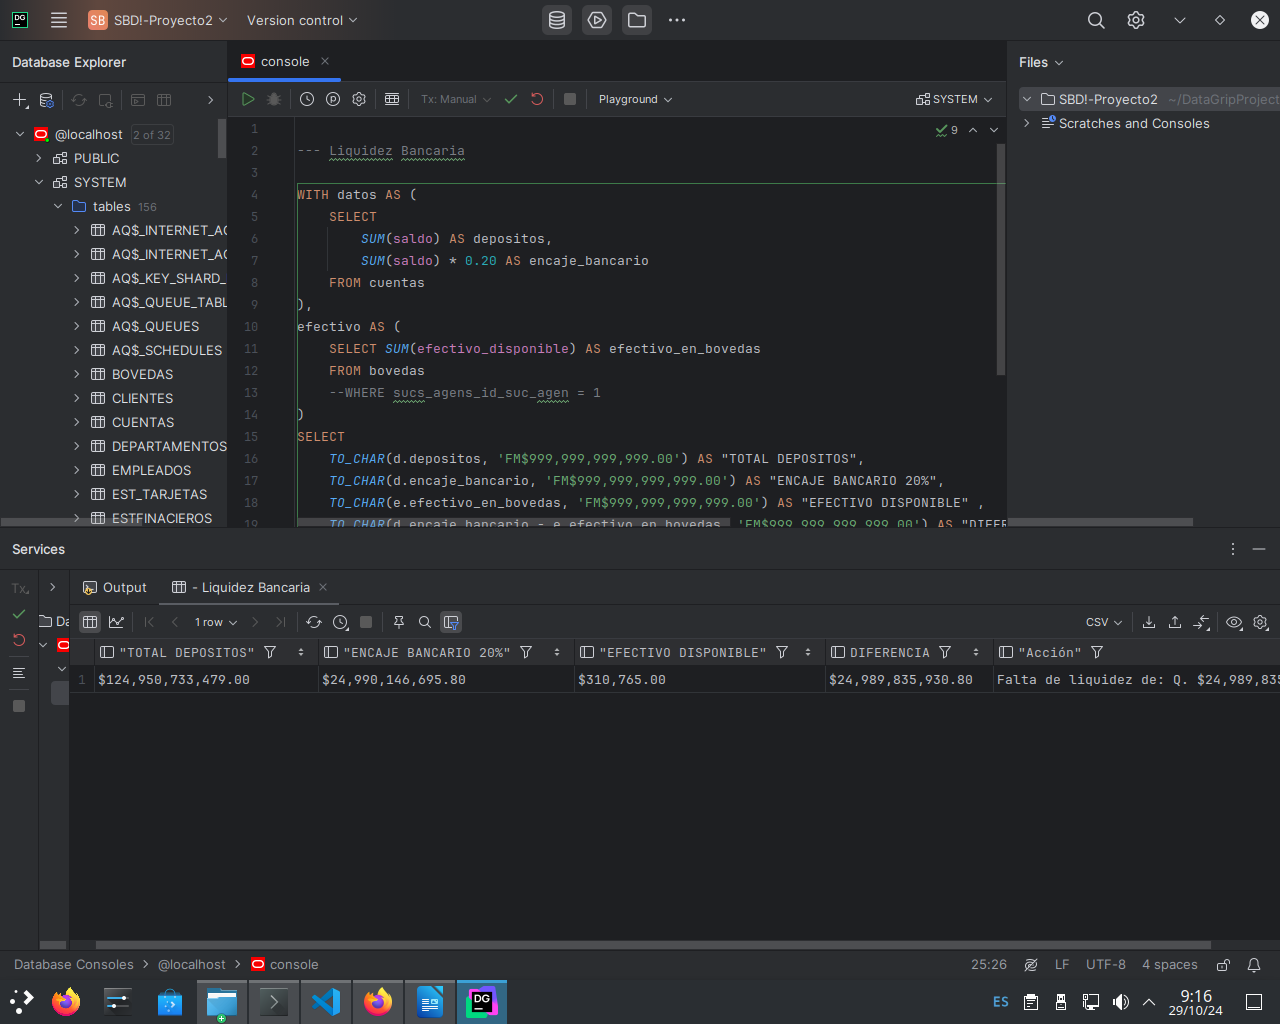 DG
SB SBD!-Proyecto2
Version control
Database Explorer
console
Files
Tx: Manual
Playground
SYSTEM
@localhost 2 of 32
PUBLIC
SYSTEM
tables 156
AQ$_INTERNET_AG
AQ$_INTERNET_AG
AQ$_KEY_SHARD_
AQ$_QUEUE_TABL
AQ$_QUEUES
AQ$_SCHEDULES
BOVEDAS
CLIENTES
CUENTAS
DEPARTAMENTOS
EMPLEADOS
EST_TARJETAS
ESTFINACIEROS
9
1
2 --- Liquidez Bancaria
3
4 WITH datos AS (
5 SELECT
6 SUM(saldo) AS depositos,
7 SUM(saldo) * 0.20 AS encaje_bancario
8 FROM cuentas
9 ),
10 efectivo AS (
11 SELECT SUM(efectivo_disponible) AS efectivo_en_bovedas
12 FROM bovedas
13 --WHERE sucs_agens_id_suc_agen = 1
14 )
15 SELECT
16 TO_CHAR(d.depositos, 'FM$999,999,999,999.00') AS "TOTAL DEPOSITOS",
17 TO_CHAR(d.encaje_bancario, 'FM$999,999,999,999.00') AS "ENCAJE BANCARIO 20%",
18 TO_CHAR(e.efectivo_en_bovedas, 'FM$999,999,999,999.00') AS "EFECTIVO DISPONIBLE" ,
19 TO_CHAR(d.encaje_bancario - e.efectivo_en_bovedas, 'FM$999,999,999,999.00') AS "DIFER
SBD!-Proyecto2 ~/DataGripProject
Scratches and Consoles
Services
Tx
Da
Output
- Liquidez Bancaria
1 row
CSV
"TOTAL DEPOSITOS" "ENCAJE BANCARIO 20%" "EFECTIVO DISPONIBLE" DIFERENCIA "Acción"
1 $124,950,733,479.00 $24,990,146,695.80 $310,765.00 $24,989,835,930.80 Falta de liquidez de: Q. $24,989,835
Database Consoles
@localhost
console
25:26 LF UTF-8 4 spaces
DG
ES
9:16
29/10/24